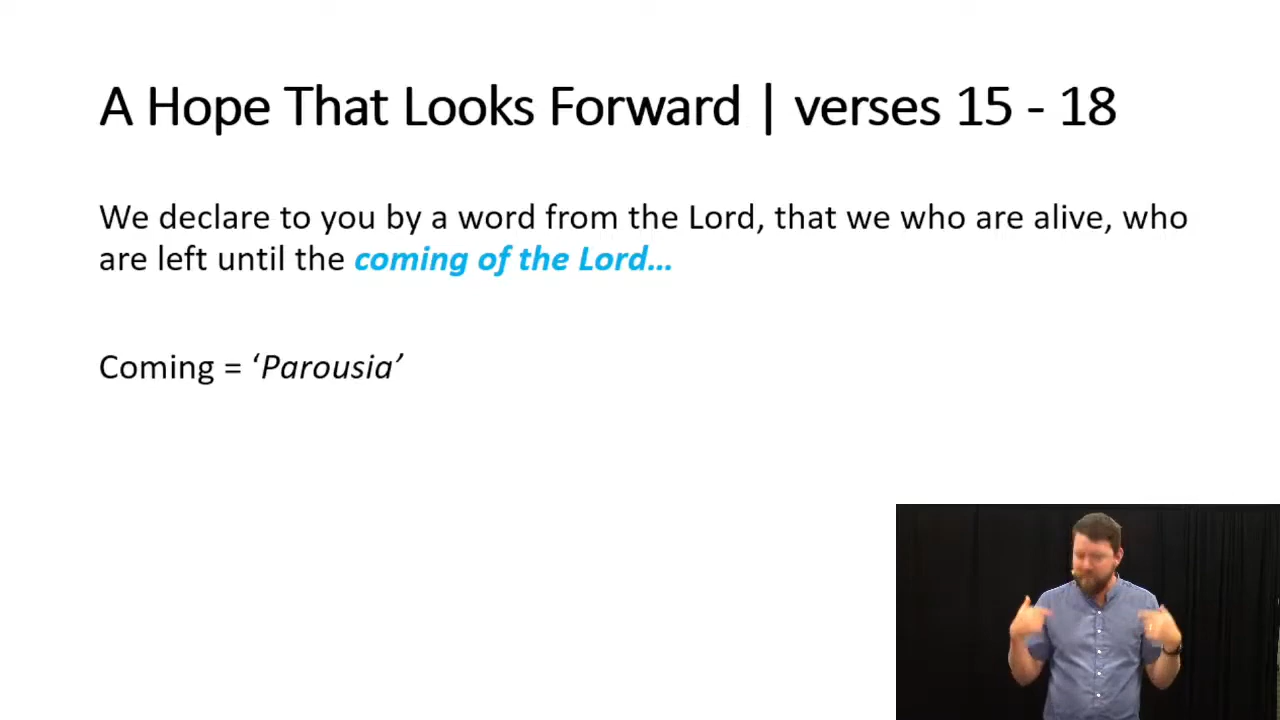 A Hope That Looks Forward | verses 15 - 18
We declare to you by a word from the Lord, that we who are alive, who
are left until the coming of the Lord…
Coming = ‘Parousia’